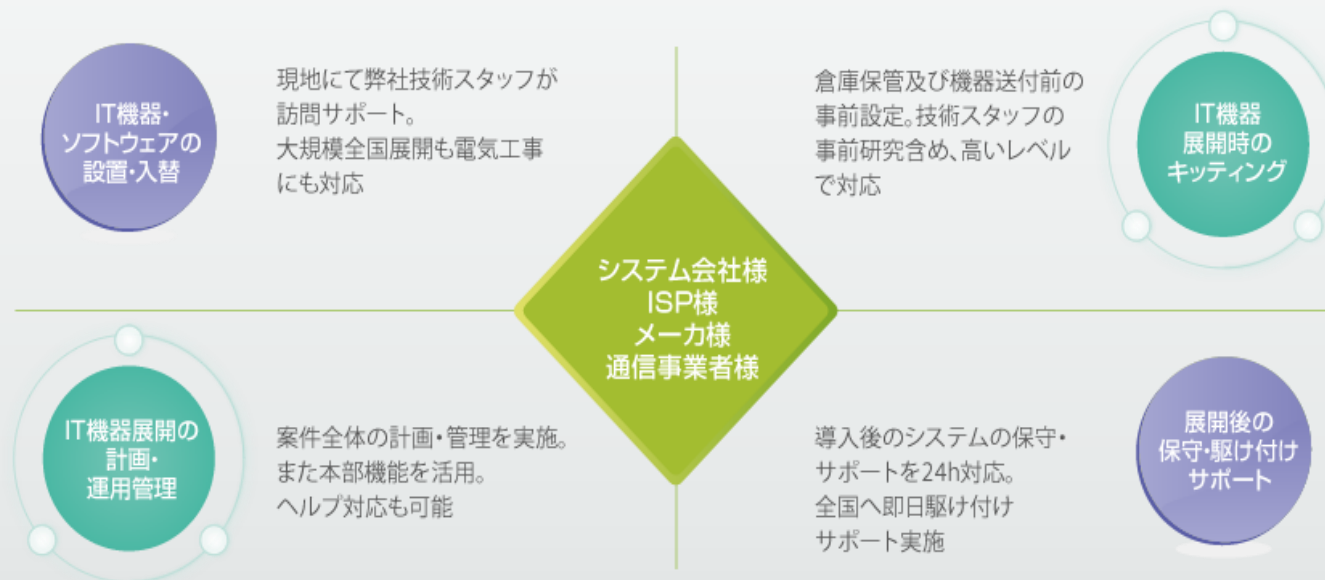 IT機器・
ソフトウェアの
設置・入替
現地にて弊社技術スタッフが
訪問サポート。
大規模全国展開も電気工事
にも対応
倉庫保管及び機器送付前の
事前設定。技術スタッフの
事前研究含め、高いレベル
で対応
IT機器
展開時の
キッティング
システム会社様
ISP様
メーカ様
通信事業者様
IT機器展開の
計画・
運用管理
案件全体の計画・管理を実施。
また本部機能を活用。
ヘルプ対応も可能
導入後のシステムの保守・
サポートを24h対応。
全国へ即日駆け付け
サポート実施
展開後の
保守・駆け付け
サポート